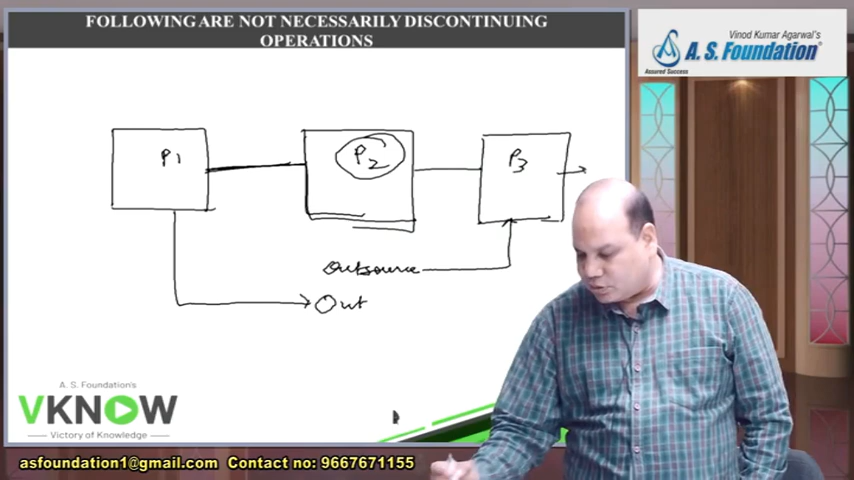 FOLLOWING ARE NOT NECESSARILY DISCONTINUING
OPERATIONS
Vinod Kumar Agarwal's
A. S. Foundation®
Assured Success
P1
P2
P3
Outsource
Out
A. S. Foundation's
VKNOW
Victory of Knowledge
asfoundation1@gmail.com Contact no: 9667671155